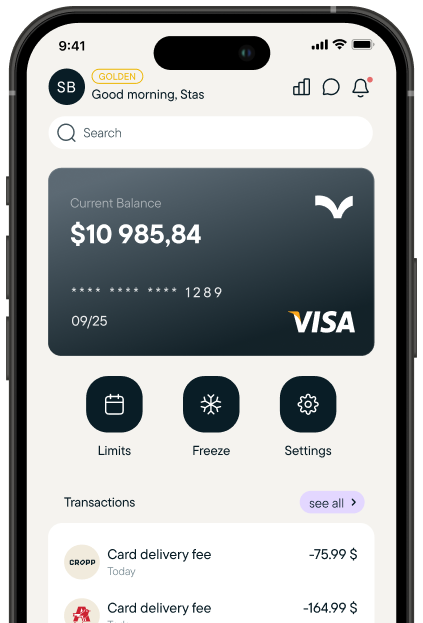 9:41
SB
GOLDEN
Good morning, Stas
Search
Current Balance
$10 985,84
**** **** **** 1289
09/25
VISA
Limits
Freeze
Settings
Transactions
see all
CROPP
Card delivery fee
-75.99 $
Today
Card delivery fee
-164.99 $
Today